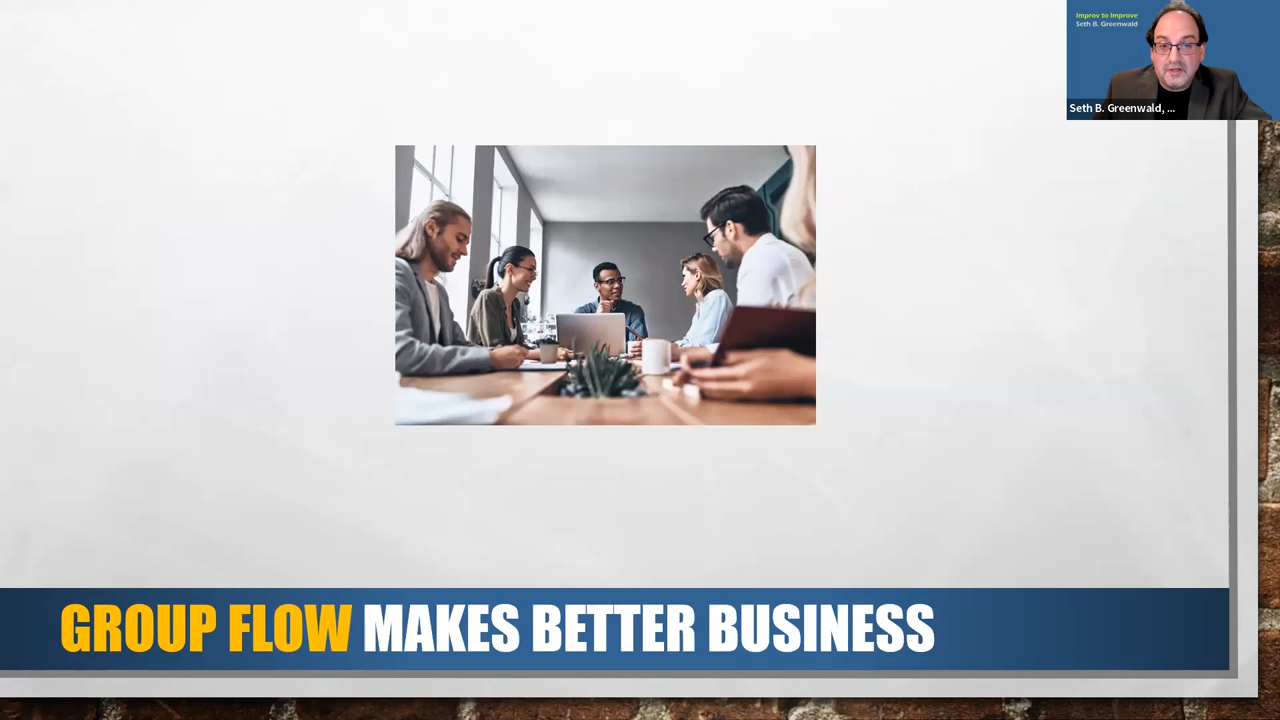 Improv to Improve
Seth B. Greenwald
Seth B. Greenwald, ...
GROUP FLOW MAKES BETTER BUSINESS